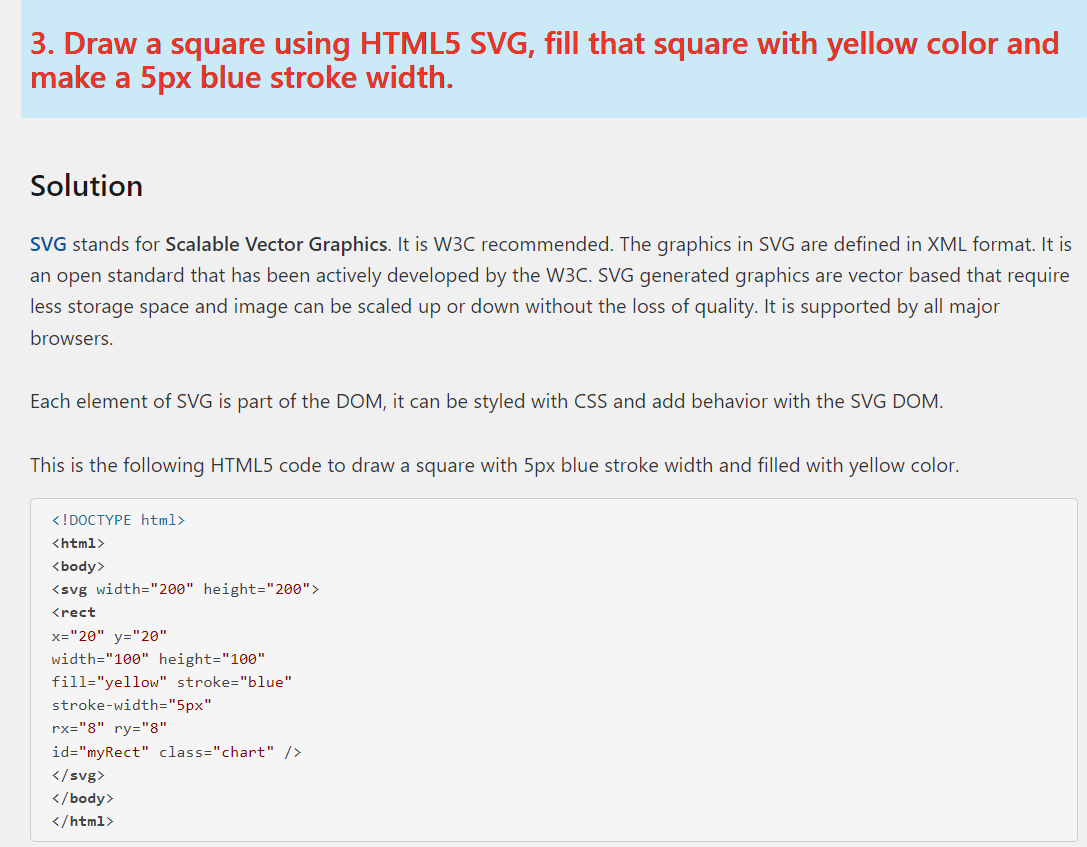 3. Draw a square using HTML5 SVG, fill that square with yellow color and
make a 5px blue stroke width.
Solution
SVG stands for Scalable Vector Graphics. It is W3C recommended. The graphics in SVG are defined in XML format. It is
an open standard that has been actively developed by the W3C. SVG generated graphics are vector based that require
less storage space and image can be scaled up or down without the loss of quality. It is supported by all major
browsers.
Each element of SVG is part of the DOM, it can be styled with CSS and add behavior with the SVG DOM.
This is the following HTML5 code to draw a square with 5px blue stroke width and filled with yellow color.
<!DOCTYPE html>
<html>
<body>
<svg width="200" height="200">
<rect
x="20" y="20"
width="100" height="100"
fill="yellow" stroke="blue"
stroke-width="5px"
rx="8" ry="8"
id="myRect" class="chart" />
</svg>
</body>
</html>